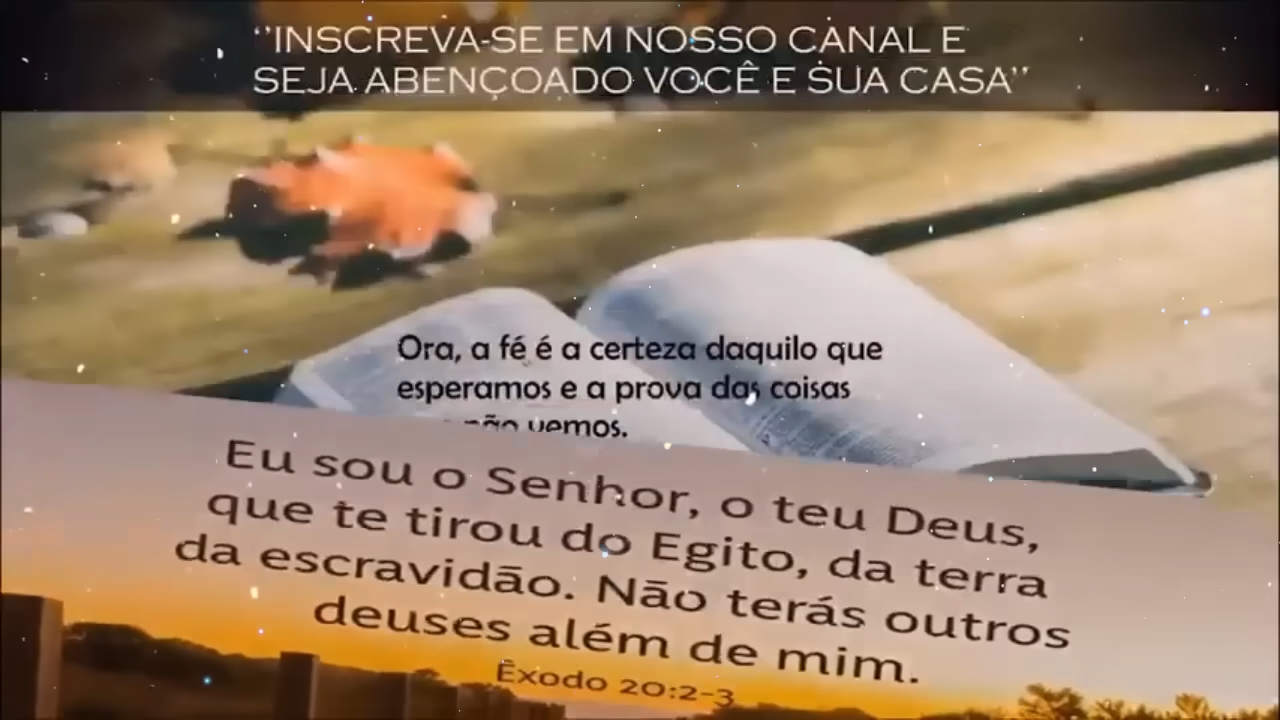 ‘’INSCREVA-SE EM NOSSO CANAL E
SEJA ABENÇOADO VOCÊ E SUA CASA’’
Ora, a fé é a certeza daquilo que
esperamos e a prova das coisas
não vemos.
Eu sou o Senhor, o teu Deus,
que te tirou do Egito, da terra
da escravidão. Não terás outros
deuses além de mim.
Êxodo 20:2-3